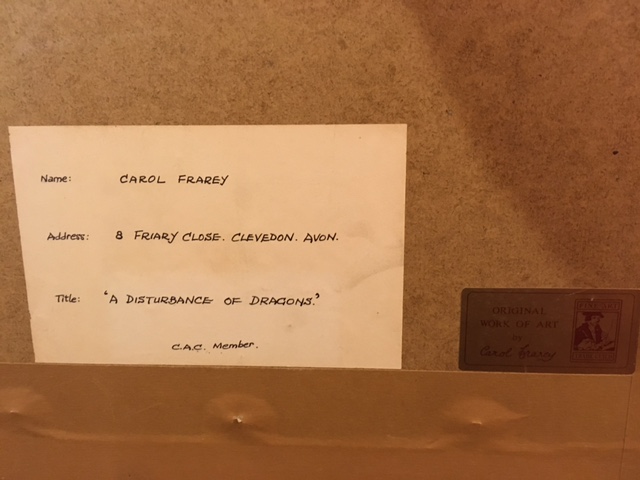 Name: CAROL FRAREY
Address: 8 FRIARY CLOSE. CLEVEDON. AVON.
Title: 'A DISTURBANCE OF DRAGONS.'
C.A.C. Member.
ORIGINAL
WORK OF ART
BY
Carol Frarey